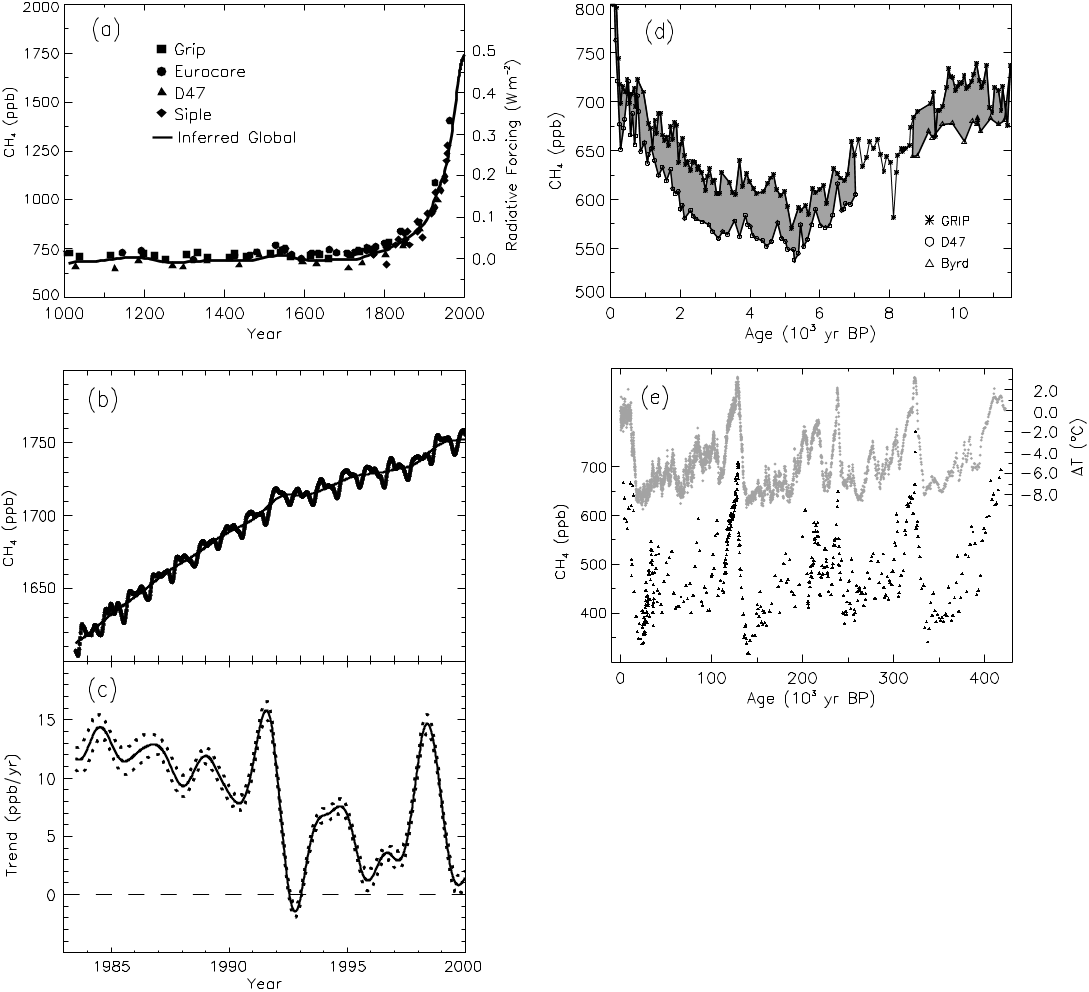 (a)
2000
1750
1500
1250
1000
750
500
CH₄ (ppb)
Grip
Eurocore
D47
Siple
Inferred Global
0.5
0.4
0.3
0.2
0.1
0.0
Radiative Forcing (Wm⁻²)
1000 1200 1400 1600 1800 2000
Year
(b)
1750
1700
1650
CH₄ (ppb)
(c)
15
10
5
0
Trend (ppb/yr)
1985 1990 1995 2000
Year
(d)
800
750
700
650
600
550
500
CH₄ (ppb)
GRIP
D47
Byrd
0 2 4 6 8 10
Age (10³ yr BP)
(e)
700
600
500
400
CH₄ (ppb)
2.0
0.0
−2.0
−4.0
−6.0
−8.0
ΔT (°C)
0 100 200 300 400
Age (10³ yr BP)